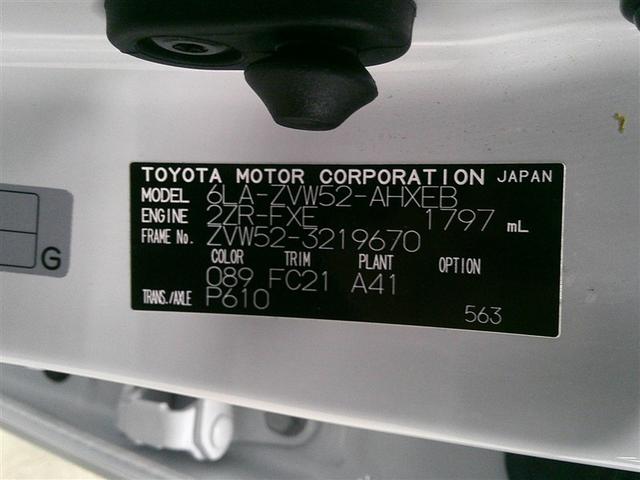 TOYOTA MOTOR CORPORATION JAPAN
MODEL 6LA-ZVW52-AHXEB
ENGINE 2ZR-FXE 1797 mL
FRAME No. ZVW52-3219670
COLOR TRIM PLANT OPTION
089 FC21 A41
TRANS./AXLE P610
563
G